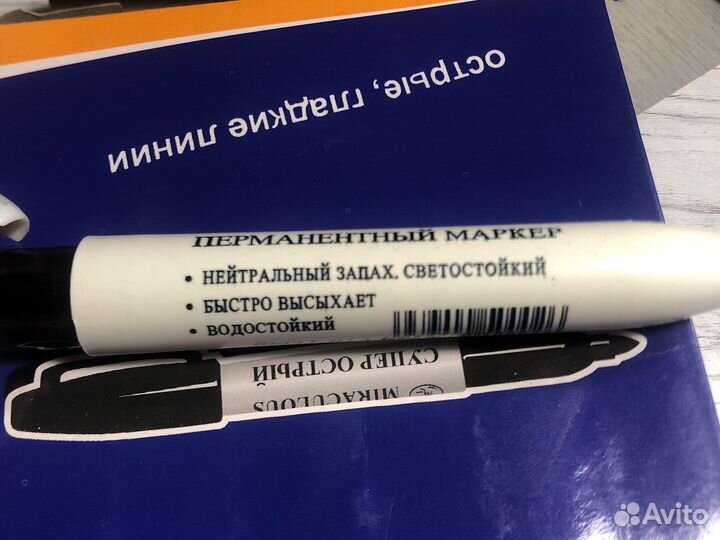 острые, гладкие линии
ПЕРМАНЕНТНЫЙ МАРКЕР
• НЕЙТРАЛЬНЫЙ ЗАПАХ, СВЕТОСТОЙКИЙ
• БЫСТРО ВЫСЫХАЕТ
• ВОДОСТОЙКИЙ
MIRACULOUS
СУПЕР ОСТРЫЙ
Avito